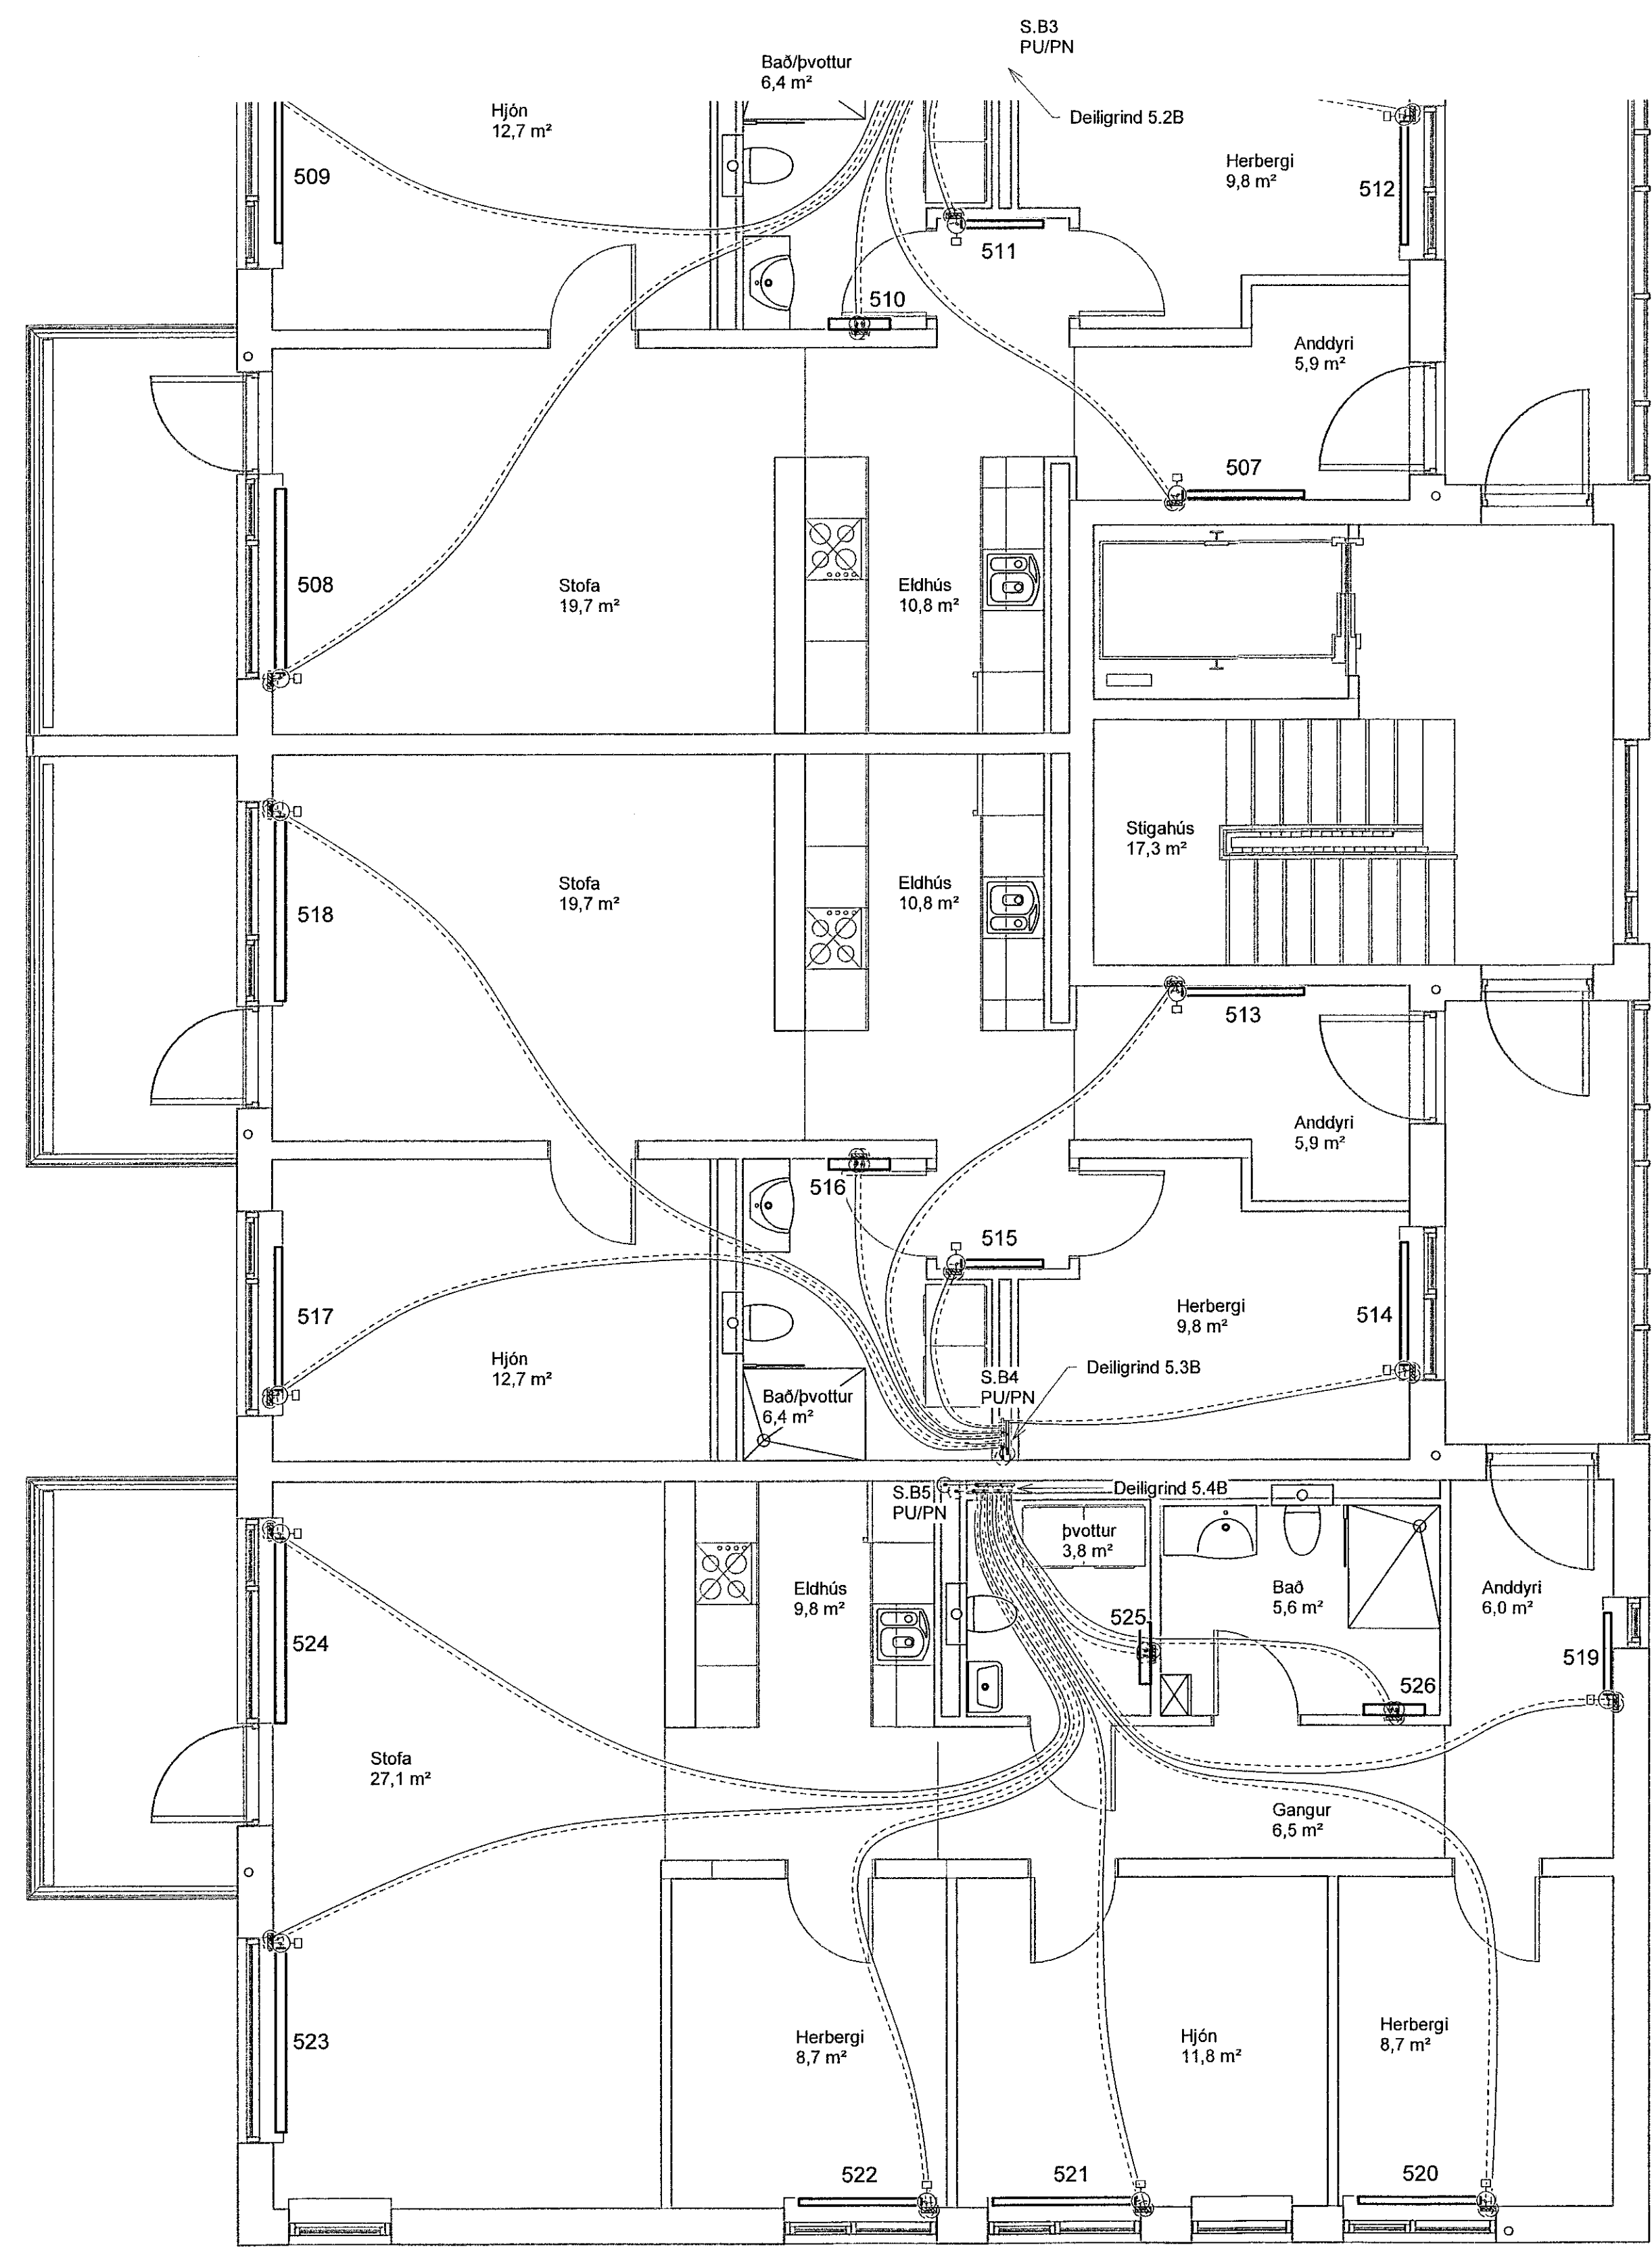 S.B3
PU/PN
Bað/þvottur
6,4 m²
Deiligrind 5.2B
Hjón
12,7 m²
509
Herbergi
9,8 m²
512
511
510
Anddyri
5,9 m²
507
508
Stofa
19,7 m²
Eldhús
10,8 m²
Stigahús
17,3 m²
518
Stofa
19,7 m²
Eldhús
10,8 m²
513
Anddyri
5,9 m²
516
515
517
Herbergi
9,8 m²
514
Hjón
12,7 m²
Bað/þvottur
6,4 m²
S.B4
PU/PN
Deiligrind 5.3B
S.B5
PU/PN
Deiligrind 5.4B
þvottur
3,8 m²
Eldhús
9,8 m²
Bað
5,6 m²
Anddyri
6,0 m²
525
524
519
526
Stofa
27,1 m²
Gangur
6,5 m²
523
Herbergi
8,7 m²
Hjón
11,8 m²
Herbergi
8,7 m²
522
521
520